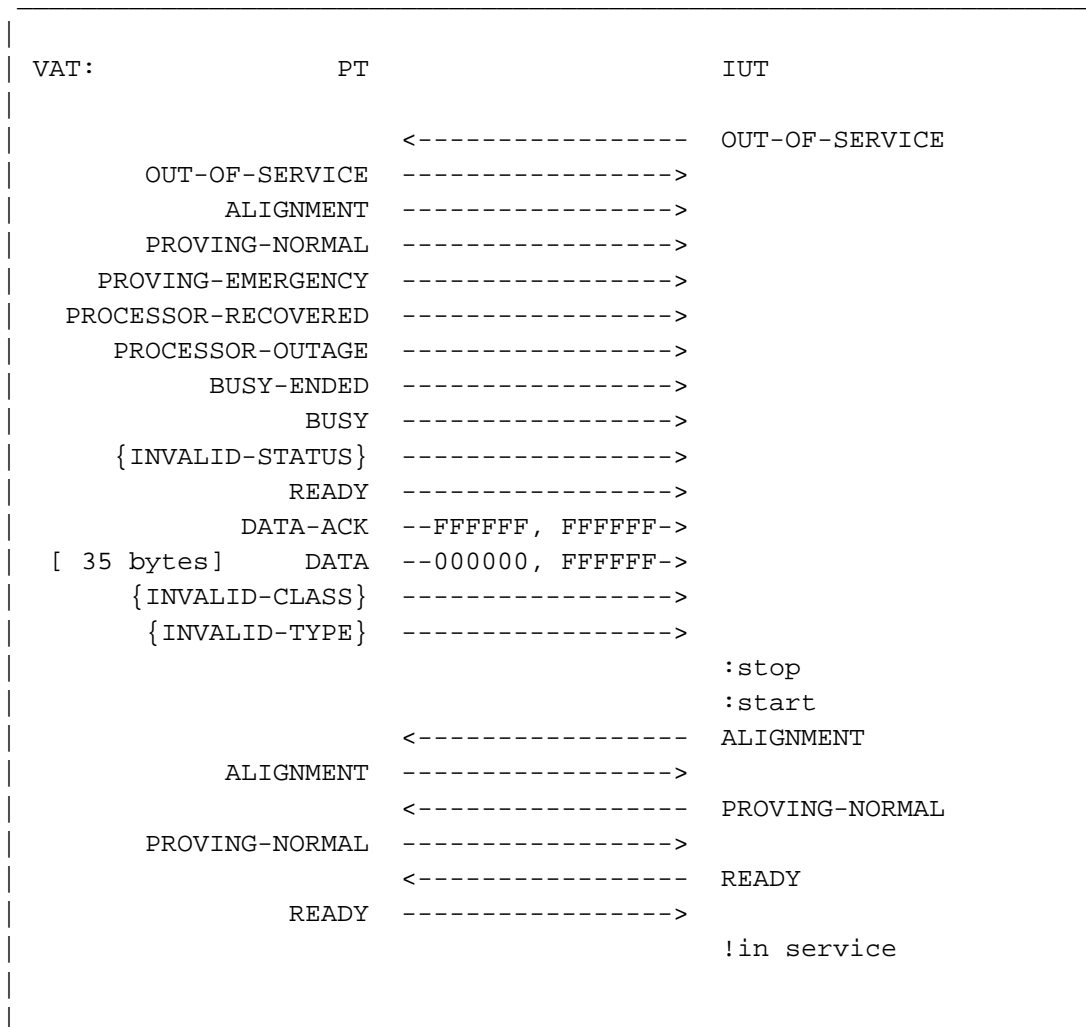 VAT: PT IUT
<----------------- OUT-OF-SERVICE
OUT-OF-SERVICE ----------------->
ALIGNMENT ----------------->
PROVING-NORMAL ----------------->
PROVING-EMERGENCY ----------------->
PROCESSOR-RECOVERED ----------------->
PROCESSOR-OUTAGE ----------------->
BUSY-ENDED ----------------->
BUSY ----------------->
{INVALID-STATUS} ----------------->
READY ----------------->
DATA-ACK --FFFFFF, FFFFFF->
[ 35 bytes] DATA --000000, FFFFFF->
{INVALID-CLASS} ----------------->
{INVALID-TYPE} ----------------->
:stop
:start
<----------------- ALIGNMENT
ALIGNMENT ----------------->
<----------------- PROVING-NORMAL
PROVING-NORMAL ----------------->
<----------------- READY
READY ----------------->
!in service